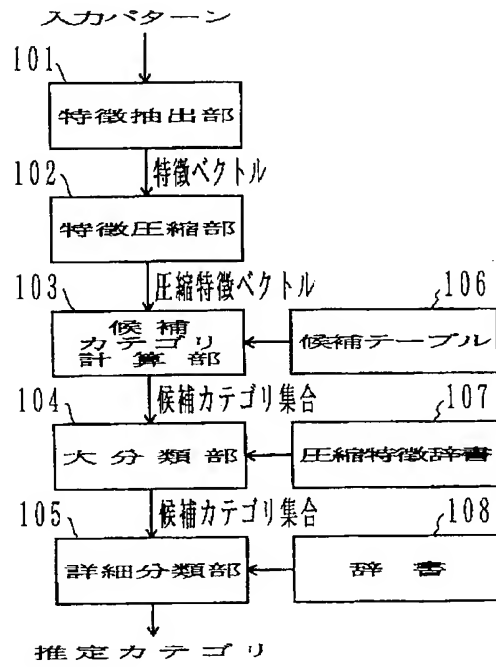 入力パターン
101
特徴抽出部
特徴ベクトル
102
特徴圧縮部
圧縮特徴ベクトル
103
候補
カテゴリ
計算部
106
候補テーブル
候補カテゴリ集合
104
大分類部
107
圧縮特徴辞書
候補カテゴリ集合
105
詳細分類部
108
辞書
推定カテゴリ